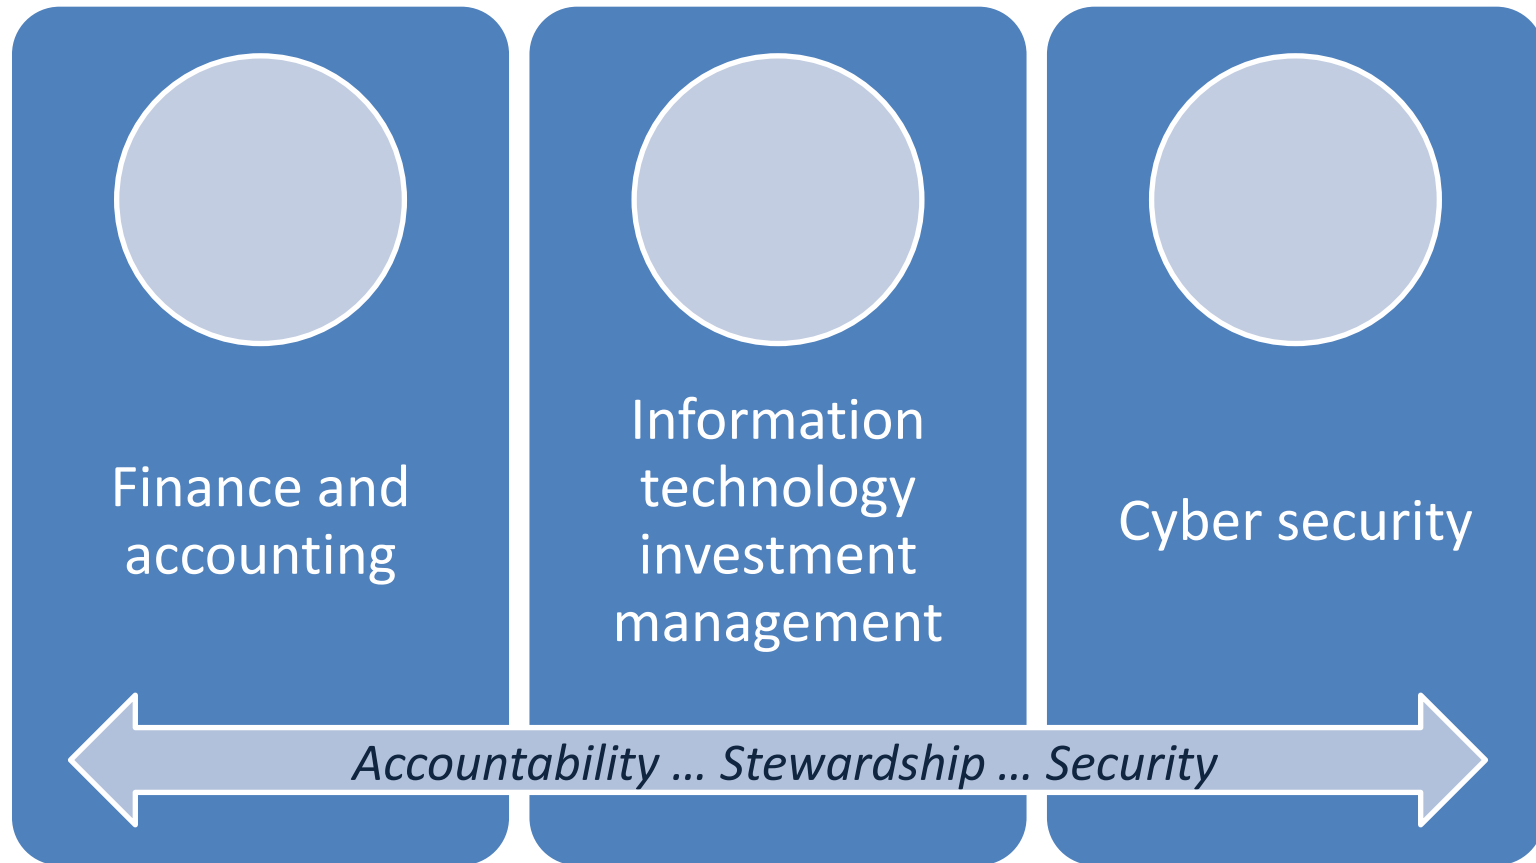 Finance and
accounting
Information
technology
investment
management
Cyber security
Accountability … Stewardship … Security